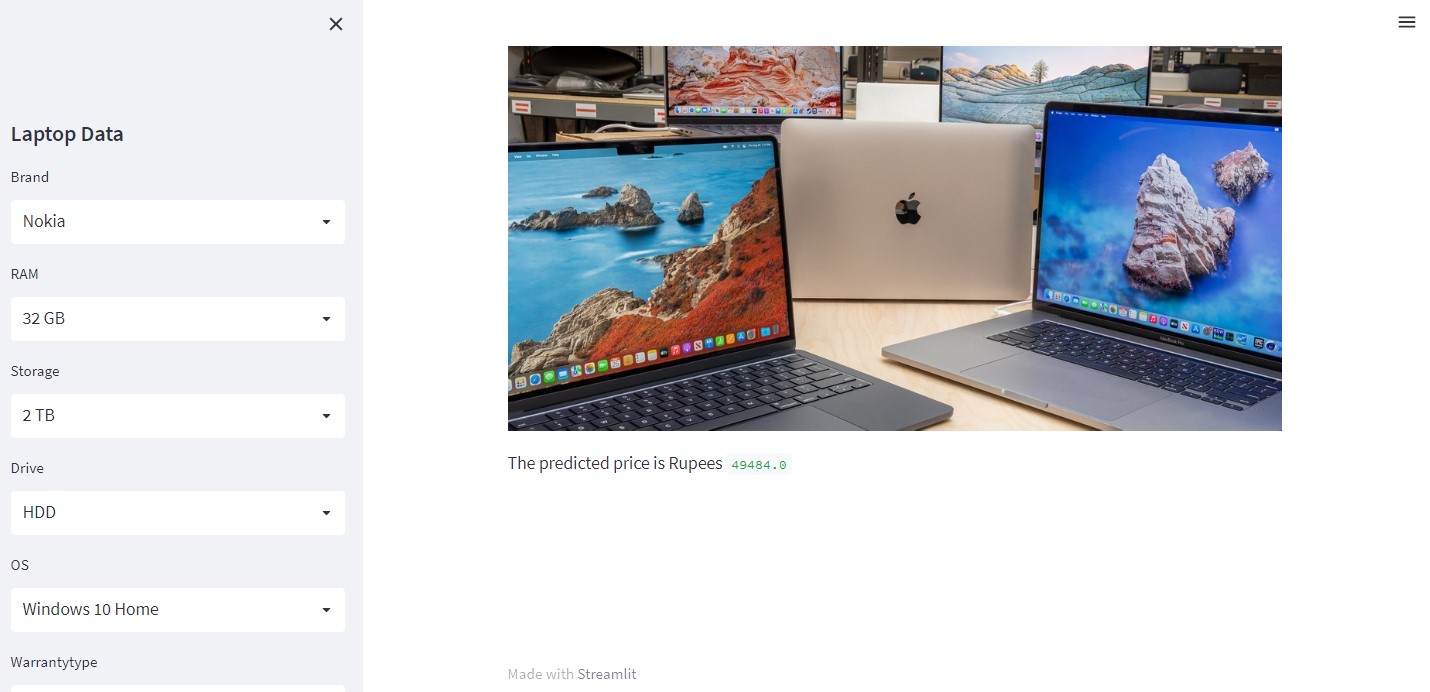 Laptop Data
Brand
Nokia
RAM
32 GB
Storage
2 TB
Drive
HDD
OS
Windows 10 Home
Warrantytype
The predicted price is Rupees 49484.0
Made with Streamlit